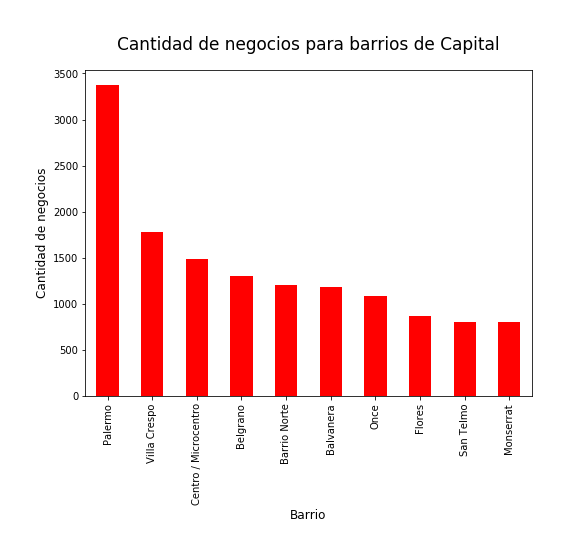 Cantidad de negocios para barrios de Capital
Cantidad de negocios
3500
3000
2500
2000
1500
1000
500
0
Palermo
Villa Crespo
Centro / Microcentro
Belgrano
Barrio Norte
Balvanera
Once
Flores
San Telmo
Monserrat
Barrio